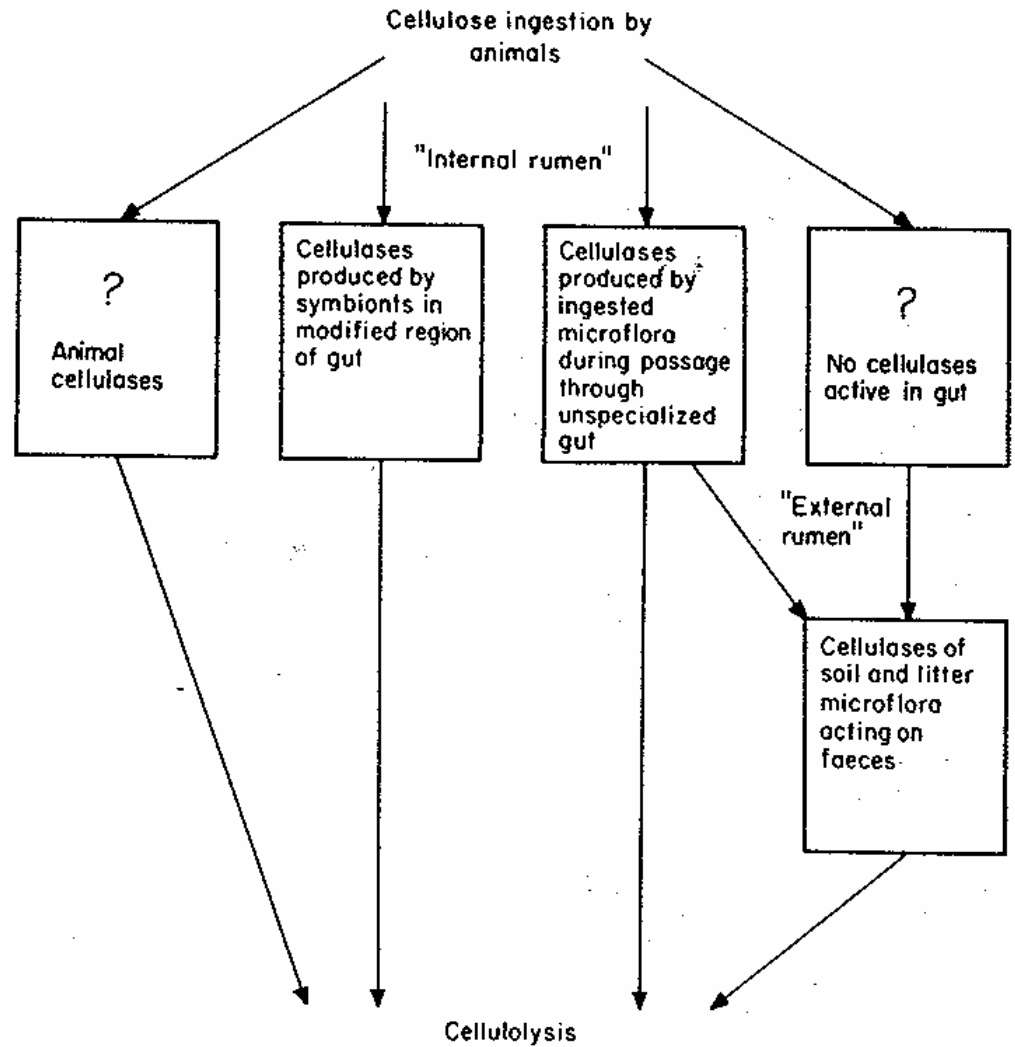 Cellulose ingestion by
animals
"Internal rumen"
?
Animal
cellulases
Cellulases
produced by
symbionts in
modified region
of gut
Cellulases
produced by
ingested
microflora
during passage
through
unspecialized
gut
?
No cellulases
active in gut
"External
rumen"
Cellulases of
soil and litter
microflora
acting on
faeces
Cellulolysis